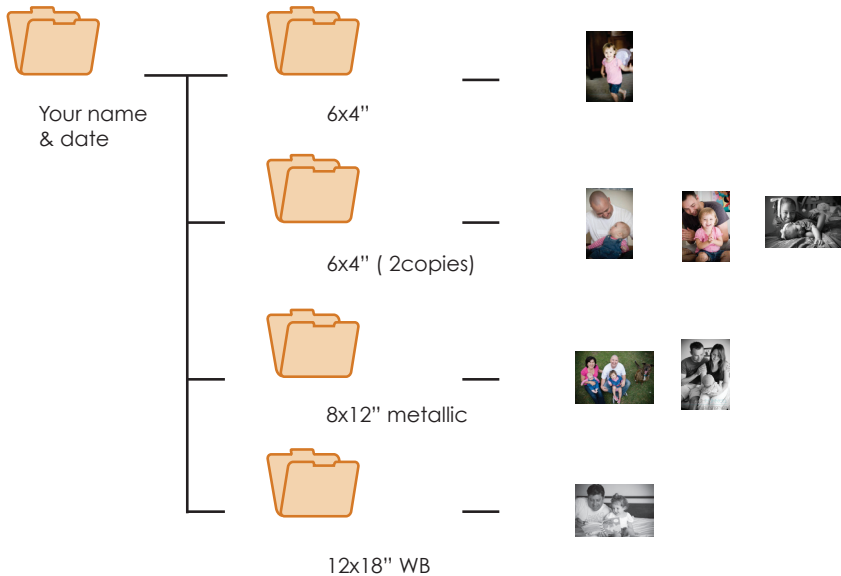 Your name
& date
6x4”
6x4” ( 2copies)
8x12” metallic
12x18” WB